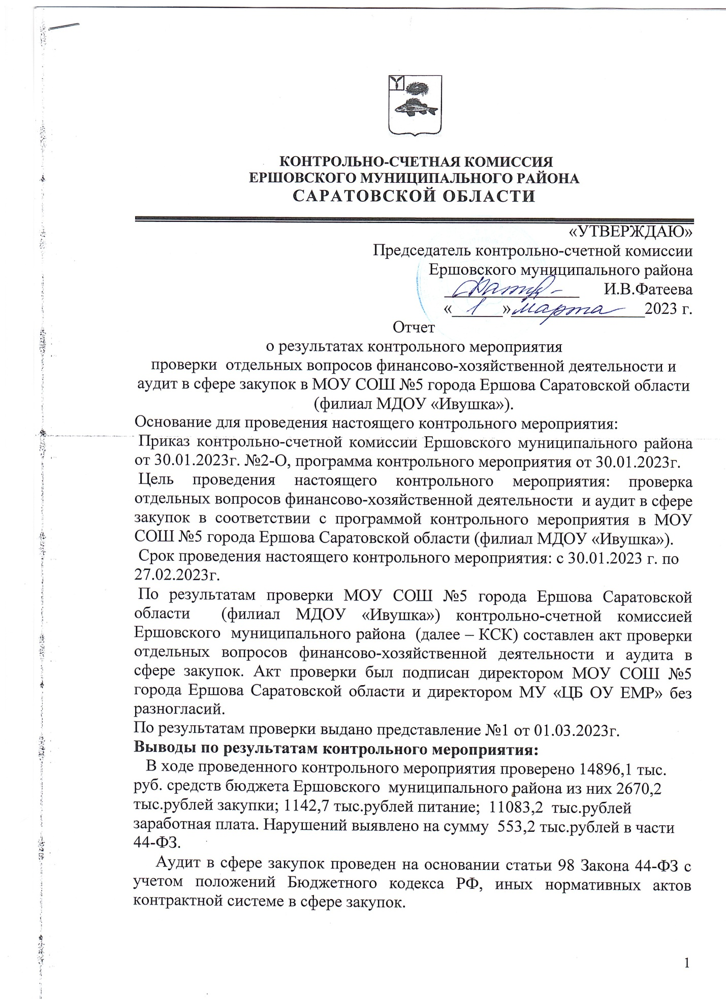 КОНТРОЛЬНО-СЧЕТНАЯ КОМИССИЯ
ЕРШОВСКОГО МУНИЦИПАЛЬНОГО РАЙОНА
САРАТОВСКОЙ ОБЛАСТИ
«УТВЕРЖДАЮ»
Председатель контрольно-счетной комиссии
Ершовского муниципального района
И.В.Фатеева
« 1 » марта 2023 г.
Отчет
о результатах контрольного мероприятия
проверки отдельных вопросов финансово-хозяйственной деятельности и
аудит в сфере закупок в МОУ СОШ №5 города Ершова Саратовской области
(филиал МДОУ «Ивушка»).
Основание для проведения настоящего контрольного мероприятия:
Приказ контрольно-счетной комиссии Ершовского муниципального района
от 30.01.2023г. №2-О, программа контрольного мероприятия от 30.01.2023г.
Цель проведения настоящего контрольного мероприятия: проверка
отдельных вопросов финансово-хозяйственной деятельности и аудит в сфере
закупок в соответствии с программой контрольного мероприятия в МОУ
СОШ №5 города Ершова Саратовской области (филиал МДОУ «Ивушка»).
Срок проведения настоящего контрольного мероприятия: с 30.01.2023 г. по
27.02.2023г.
По результатам проверки МОУ СОШ №5 города Ершова Саратовской
области (филиал МДОУ «Ивушка») контрольно-счетной комиссией
Ершовского муниципального района (далее – КСК) составлен акт проверки
отдельных вопросов финансово-хозяйственной деятельности и аудита в
сфере закупок. Акт проверки был подписан директором МОУ СОШ №5
города Ершова Саратовской области и директором МУ «ЦБ ОУ ЕМР» без
разногласий.
По результатам проверки выдано представление №1 от 01.03.2023г.
Выводы по результатам контрольного мероприятия:
В ходе проведенного контрольного мероприятия проверено 14896,1 тыс.
руб. средств бюджета Ершовского муниципального района из них 2670,2
тыс.рублей закупки; 1142,7 тыс.рублей питание; 11083,2 тыс.рублей
заработная плата. Нарушений выявлено на сумму 553,2 тыс.рублей в части
44-ФЗ.
Аудит в сфере закупок проведен на основании статьи 98 Закона 44-ФЗ с
учетом положений Бюджетного кодекса РФ, иных нормативных актов
контрактной системе в сфере закупок.
1